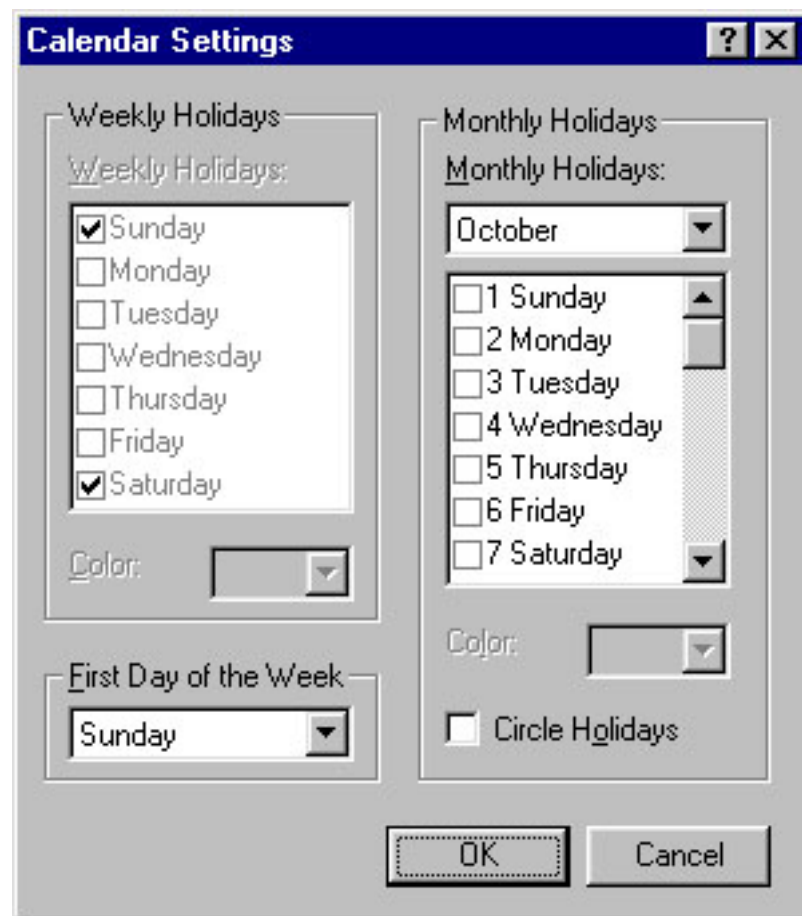 Calendar Settings
Weekly Holidays
Weekly Holidays:
Sunday
Monday
Tuesday
Wednesday
Thursday
Friday
Saturday
Color:
First Day of the Week
Sunday
Monthly Holidays
Monthly Holidays:
October
1 Sunday
2 Monday
3 Tuesday
4 Wednesday
5 Thursday
6 Friday
7 Saturday
Color:
Circle Holidays
OK
Cancel